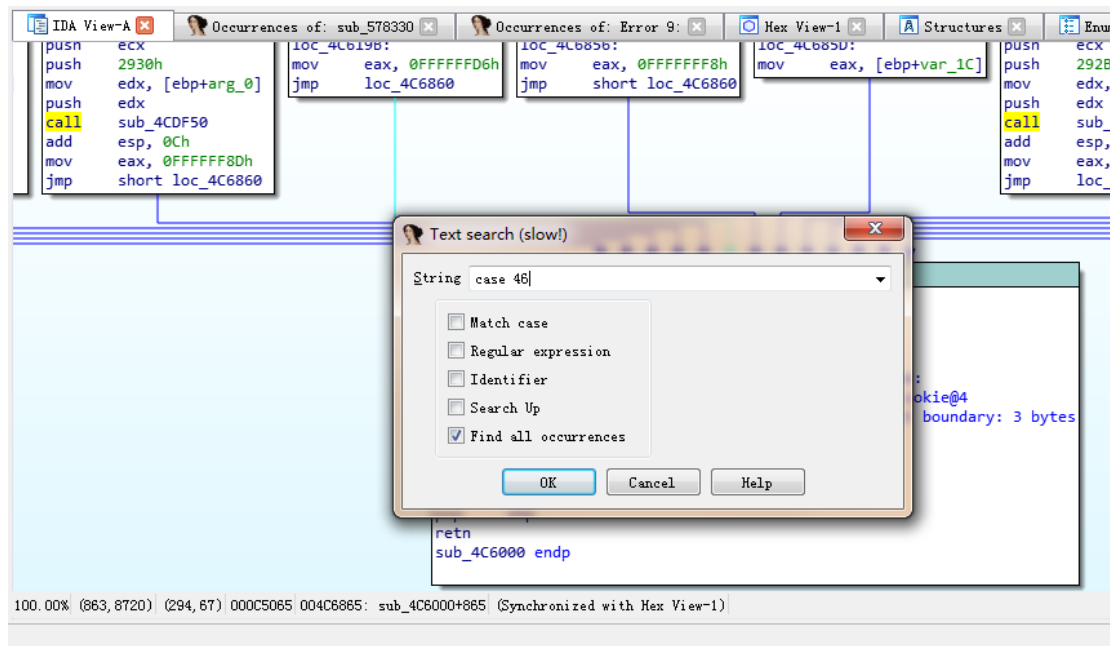 IDA View-A Occurrences of: sub_578330 Occurrences of: Error 9: Hex View-1 Structures Enu
push ecx
push 2930h
mov edx, [ebp+arg_0]
push edx
call sub_4CDF50
add esp, 0Ch
mov eax, 0FFFFFF8Dh
jmp short loc_4C6860
loc_4C619B:
mov eax, 0FFFFFFD6h
jmp loc_4C6860
loc_4C6856:
mov eax, 0FFFFFFF8h
jmp short loc_4C6860
loc_4C685D:
mov eax, [ebp+var_1C]
push ecx
push 292B
mov edx,
push edx
call sub_
add esp,
mov eax,
jmp loc_
Text search (slow!)
String case 46
Match case
Regular expression
Identifier
Search Up
Find all occurrences
OK Cancel Help
:
okie@4
boundary: 3 bytes
retn
sub_4C6000 endp
100.00% (863,8720) (294,67) 000C5065 004C6865: sub_4C6000+865 (Synchronized with Hex View-1)